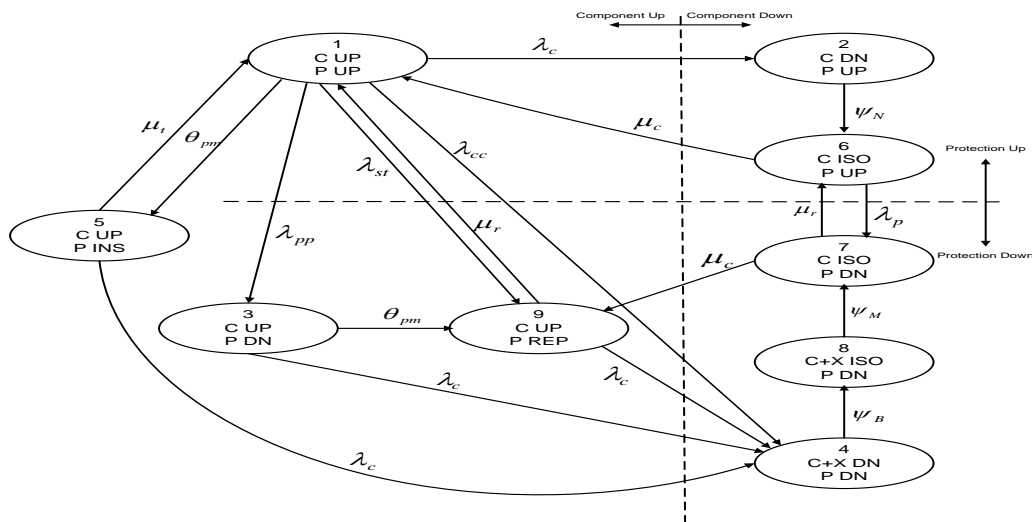 Component Up
Component Down
1
C UP
P UP
λc
2
C DN
P UP
ψN
μc
6
C ISO
P UP
Protection Up
μt
θpm
λcc
λst
μr
μr
λp
5
C UP
P INS
λpp
7
C ISO
P DN
Protection Down
μc
3
C UP
P DN
θpm
9
C UP
P REP
ψM
8
C+X ISO
P DN
λc
λc
ψB
4
C+X DN
P DN
λc